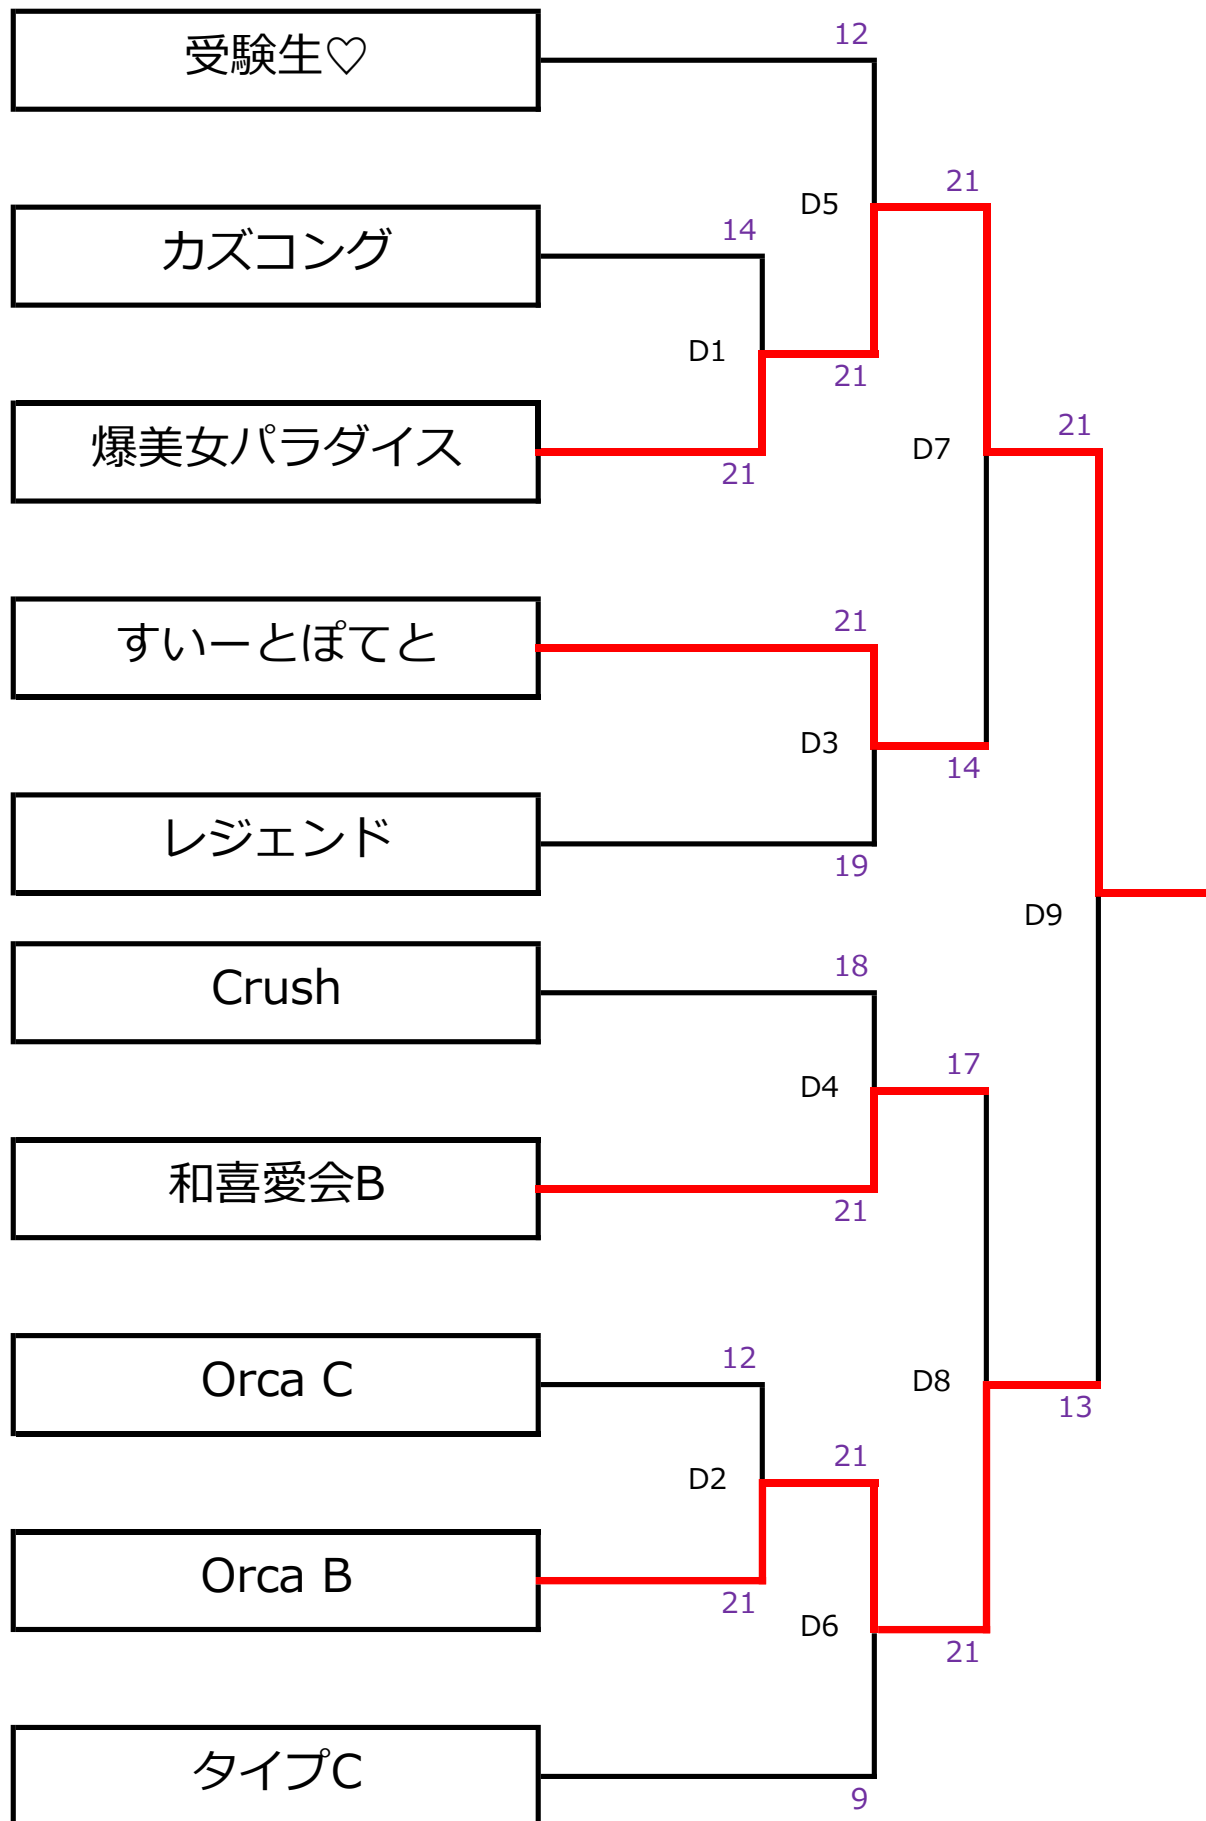 受験生♡
12
D5
21
カズコング
14
D1
21
爆美女パラダイス
21
D7
21
すいーとぽてと
21
D3
14
レジェンド
19
D9
Crush
18
D4
17
和喜愛会B
21
Orca C
12
D8
13
D2
21
Orca B
21
D6
21
タイプC
9